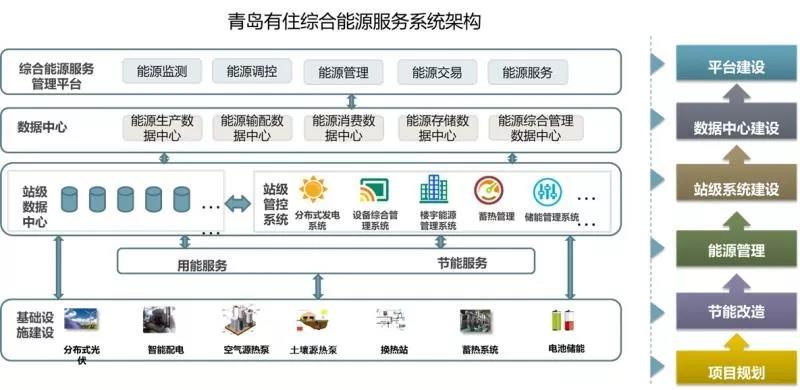 青岛有住综合能源服务系统架构
综合能源服务
管理平台
能源监测
能源调控
能源管理
能源交易
能源服务
数据中心
能源生产数
据中心
能源输配数
据中心
能源消费数
据中心
能源存储数
据中心
能源综合管理
数据中心
站级
数据
中心
...
站级
管控
系统
分布式发电
系统
设备综合管
理系统
楼宇能源
管理系统
蓄热管理
储能管理系统
...
...
用能服务
节能服务
基础设
施建设
分布式光
伏
智能配电
空气源热泵
土壤源热泵
换热站
蓄热系统
电池储能
平台建设
数据中心建设
站级系统建设
能源管理
节能改造
项目规划